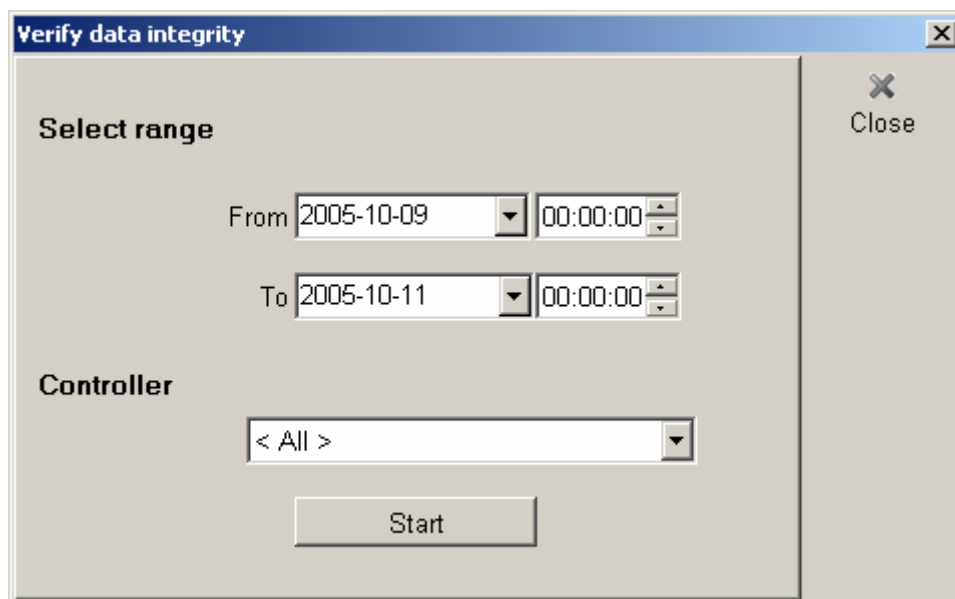 Verify data integrity
Close
Select range
From 2005-10-09 00:00:00
To 2005-10-11 00:00:00
Controller
< All >
Start